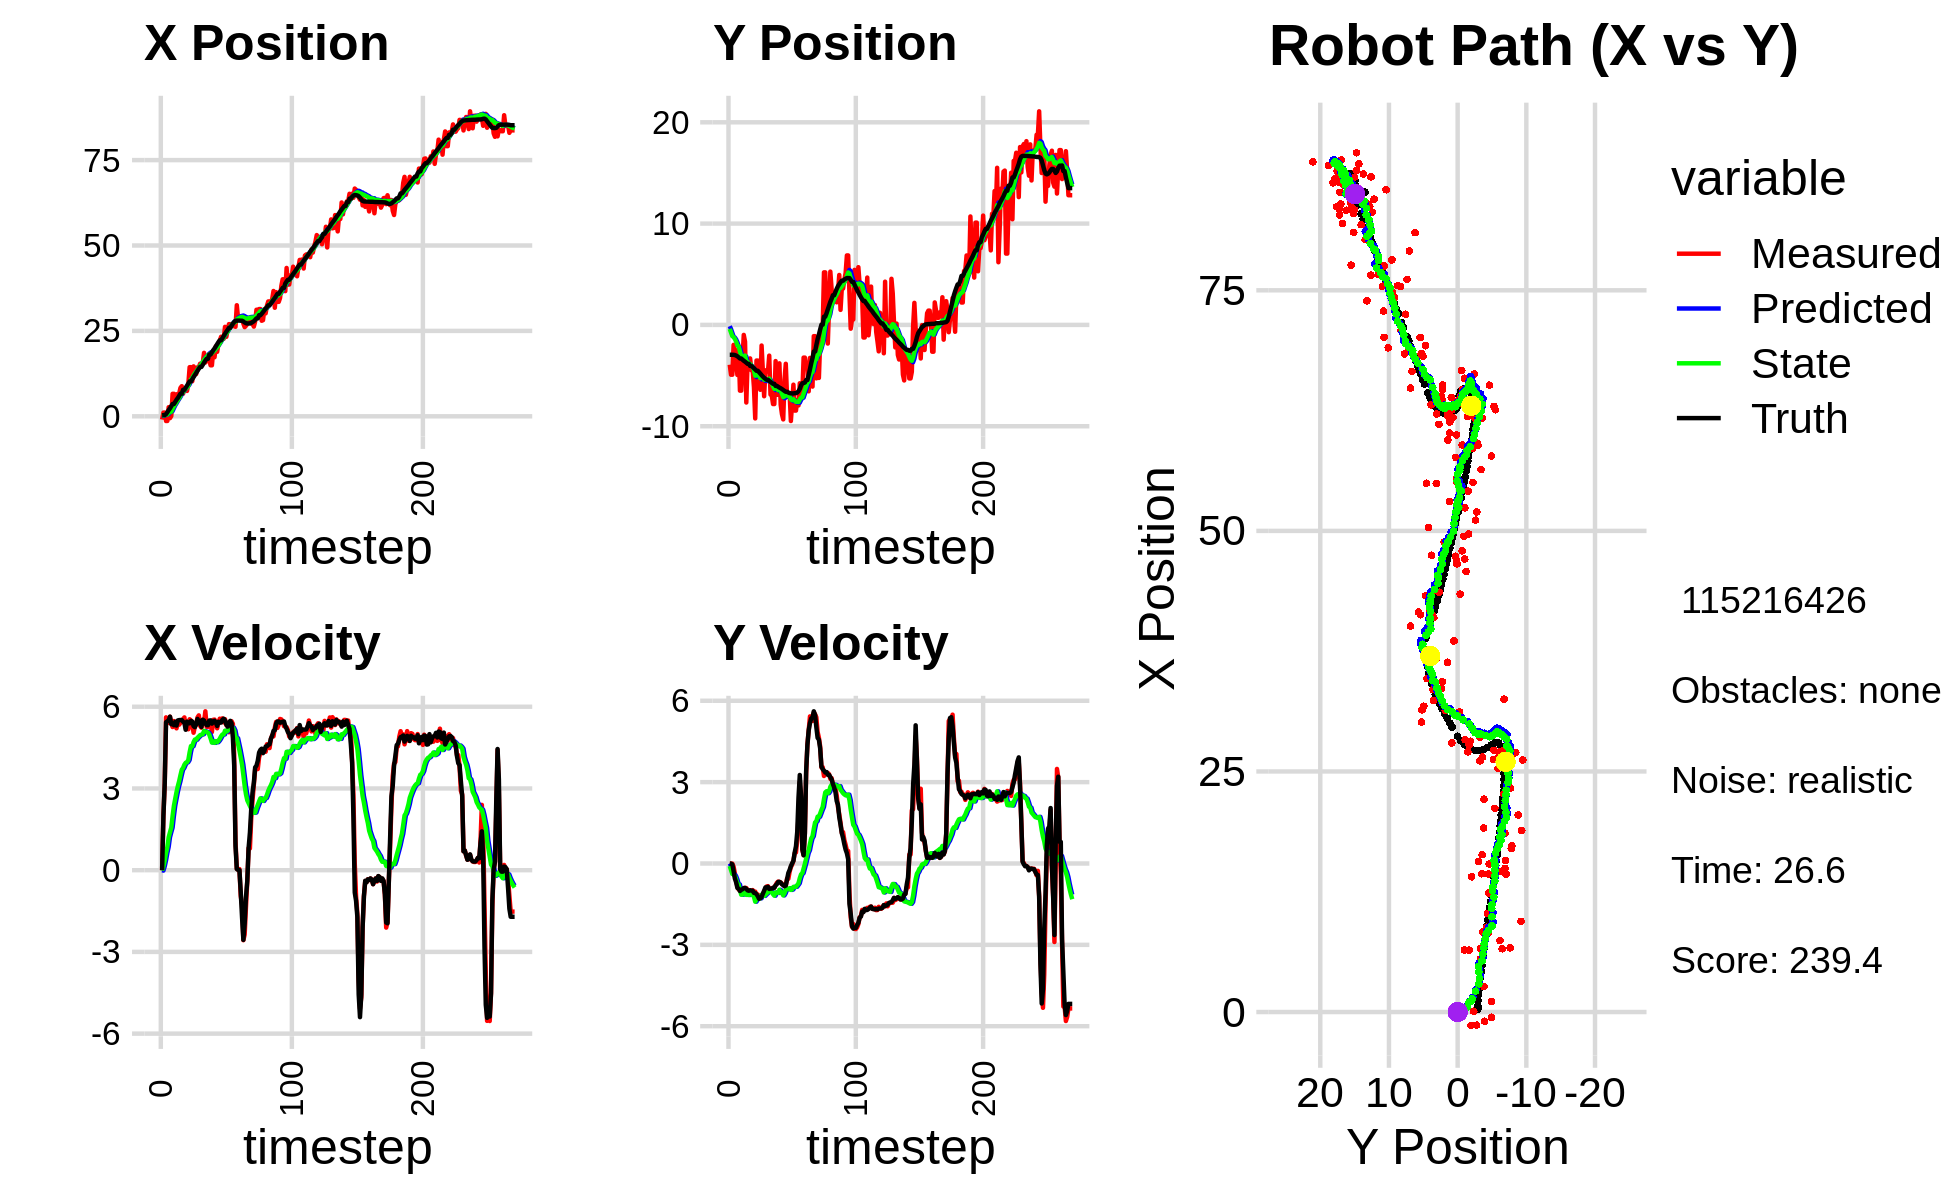 X Position
75
50
25
0
0
100
200
timestep
Y Position
20
10
0
-10
0
100
200
timestep
X Velocity
6
3
0
-3
-6
0
100
200
timestep
Y Velocity
6
3
0
-3
-6
0
100
200
timestep
Robot Path (X vs Y)
X Position
75
50
25
0
20 10 0 -10 -20
Y Position
variable
Measured
Predicted
State
Truth
115216426
Obstacles: none
Noise: realistic
Time: 26.6
Score: 239.4